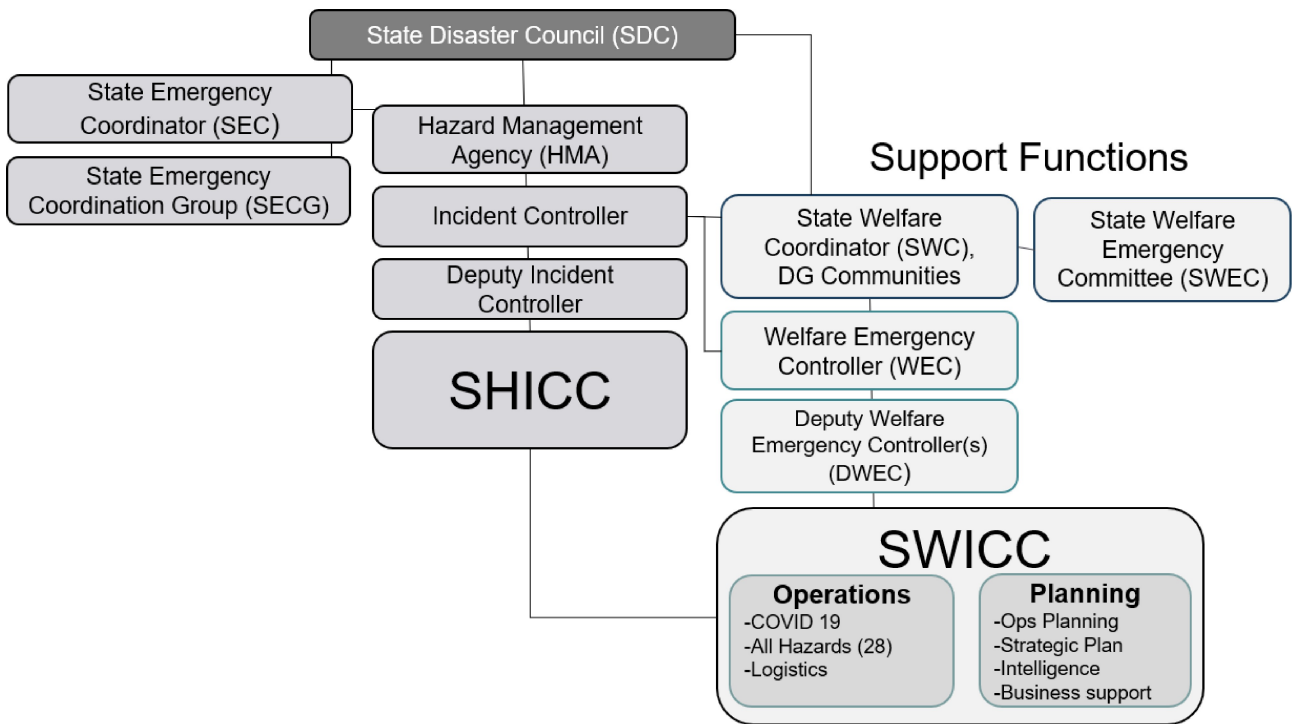 State Disaster Council (SDC)
State Emergency
Coordinator (SEC)
State Emergency
Coordination Group (SECG)
Hazard Management
Agency (HMA)
Incident Controller
Deputy Incident
Controller
SHICC
Support Functions
State Welfare
Coordinator (SWC),
DG Communities
State Welfare
Emergency
Committee (SWEC)
Welfare Emergency
Controller (WEC)
Deputy Welfare
Emergency Controller(s)
(DWEC)
SWICC
Operations
-COVID 19
-All Hazards (28)
-Logistics
Planning
-Ops Planning
-Strategic Plan
-Intelligence
-Business support